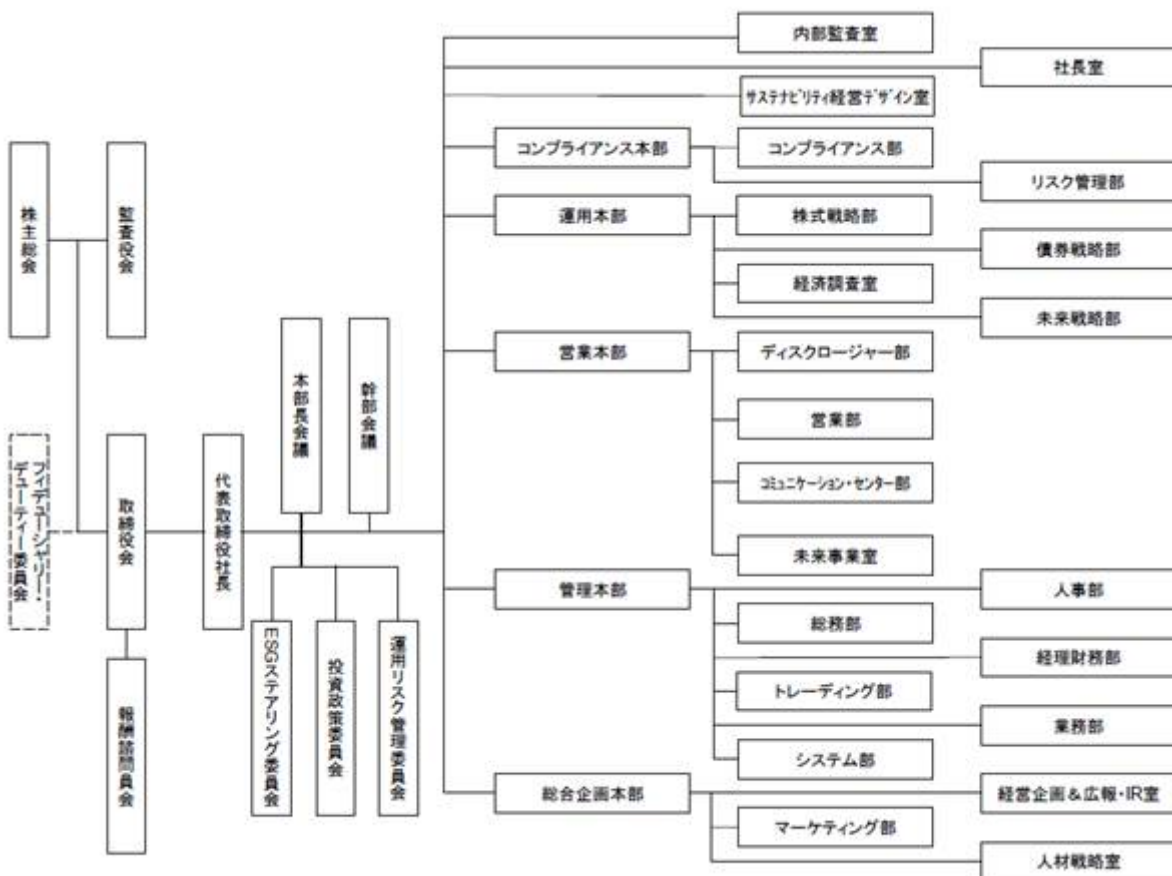 内部監査室
社長室
サステナビリティ経営デザイン室
コンプライアンス本部
コンプライアンス部
リスク管理部
株主総会
監査役会
運用本部
株式戦略部
債券戦略部
経済調査室
未来戦略部
本部長会議
幹部会議
営業本部
ディスクロージャー部
営業部
コミュニケーション・センター部
未来事業室
フィデューシャリー・
デューティー委員会
取締役会
代表取締役社長
管理本部
人事部
総務部
経理財務部
トレーディング部
業務部
システム部
ESGステアリング委員会
投資政策委員会
運用リスク管理委員会
報酬諮問員会
総合企画本部
経営企画&広報・IR室
マーケティング部
人材戦略室